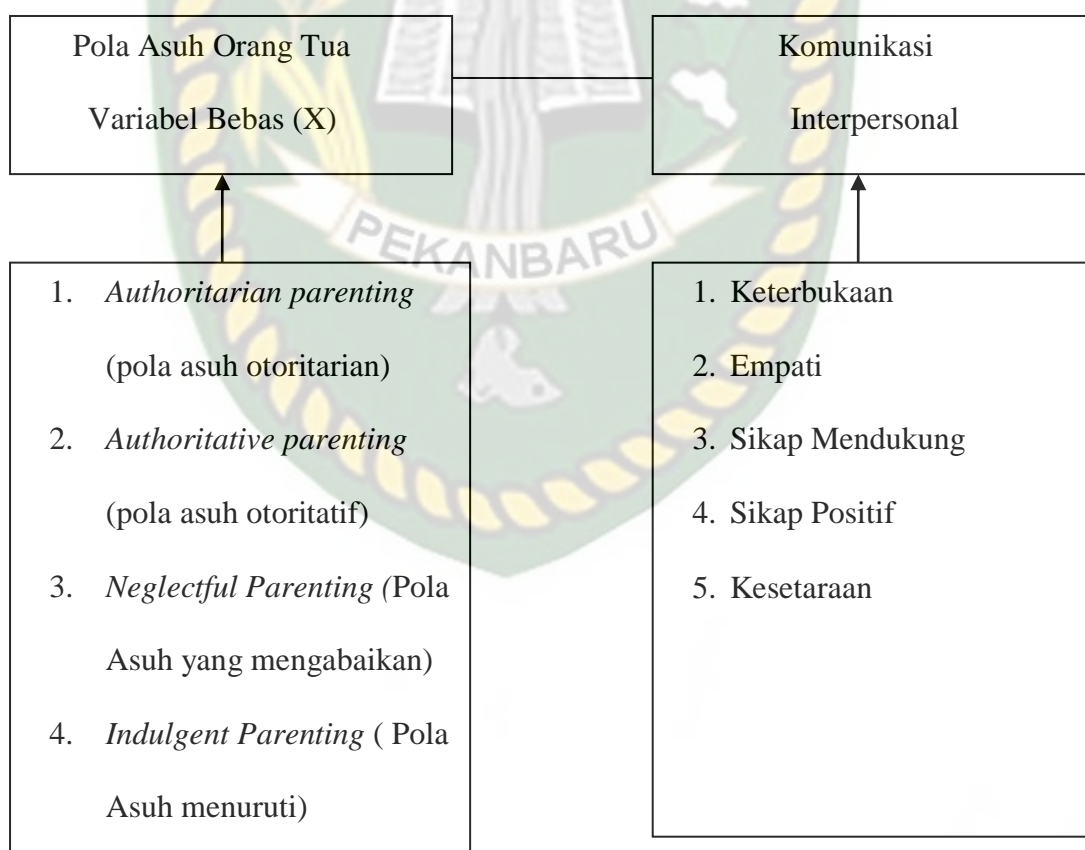 Pola Asuh Orang Tua
Variabel Bebas (X)
Komunikasi
Interpersonal
PEKANBARU
1. Authoritarian parenting
(pola asuh otoritarian)
2. Authoritative parenting
(pola asuh otoritatif)
3. Neglectful Parenting (Pola
Asuh yang mengabaikan)
4. Indulgent Parenting ( Pola
Asuh menuruti)
1. Keterbukaan
2. Empati
3. Sikap Mendukung
4. Sikap Positif
5. Kesetaraan